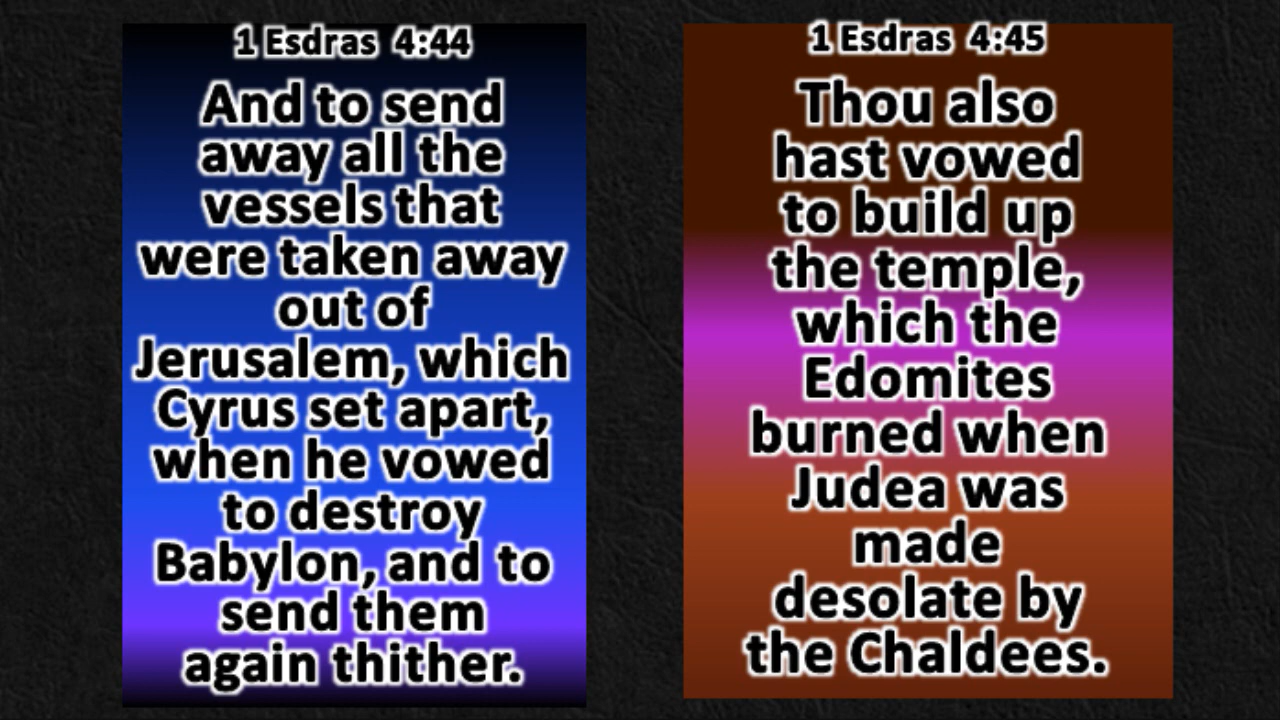 1 Esdras 4:44
And to send
away all the
vessels that
were taken away
out of
Jerusalem, which
Cyrus set apart,
when he vowed
to destroy
Babylon, and to
send them
again thither.
1 Esdras 4:45
Thou also
hast vowed
to build up
the temple,
which the
Edomites
burned when
Judea was
made
desolate by
the Chaldees.